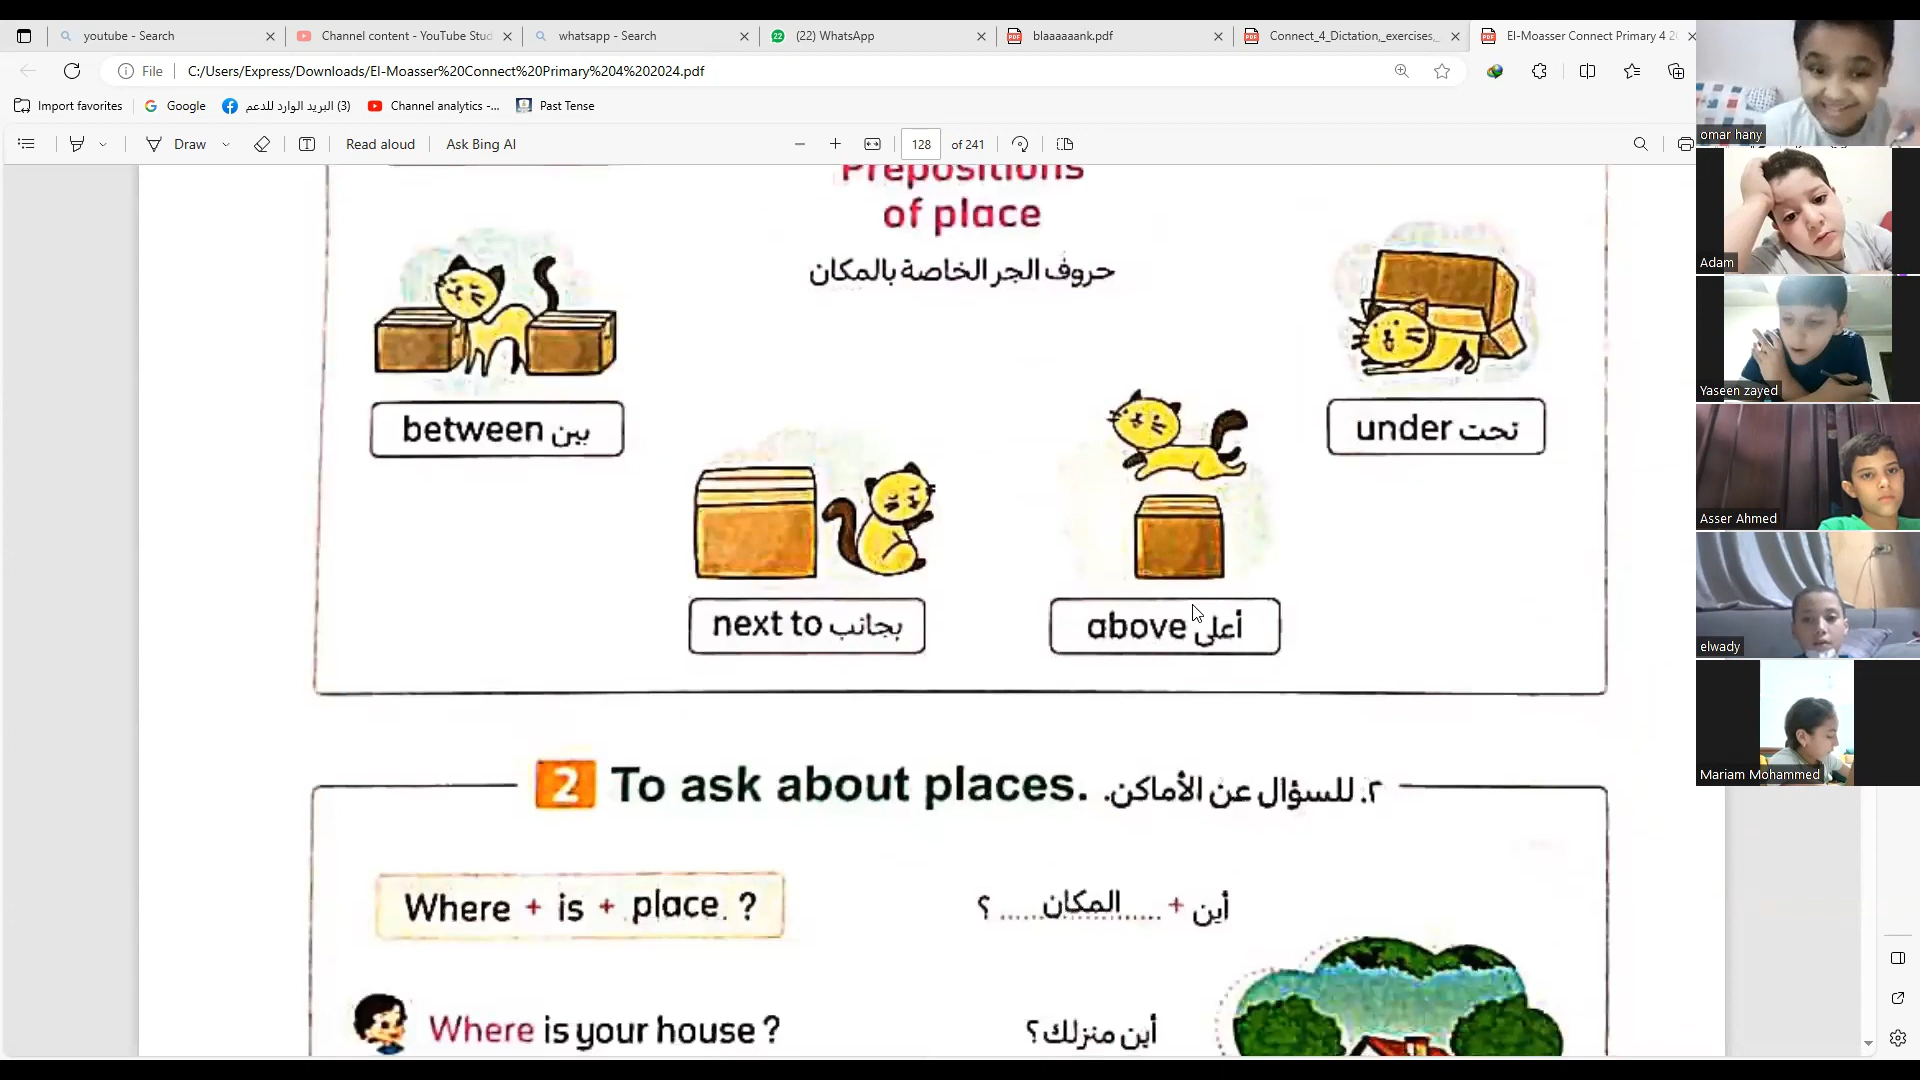 youtube - Search
Channel content - YouTube Stud
whatsapp - Search
(22) WhatsApp
blaaaaaank.pdf
Connect_4_Dictation,_exercises,_
El-Moasser Connect Primary 4 20
File
C:/Users/Express/Downloads/El-Moasser%20Connect%20Primary%204%202024.pdf
Import favorites
Google
(3) البريد الوارد للدعم
Channel analytics -...
Past Tense
Draw
Read aloud
Ask Bing AI
128 of 241
Prepositions
of place
حروف الجر الخاصة بالمكان
between بين
under تحت
next to بجانب
above أعلى
2 To ask about places. ٢. للسؤال عن الأماكن.
Where + is + place. ?
أين + .....المكان..... ؟
Where is your house ?
أين منزلك؟
omar hany
Adam
Yaseen zayed
Asser Ahmed
elwady
Mariam Mohammed